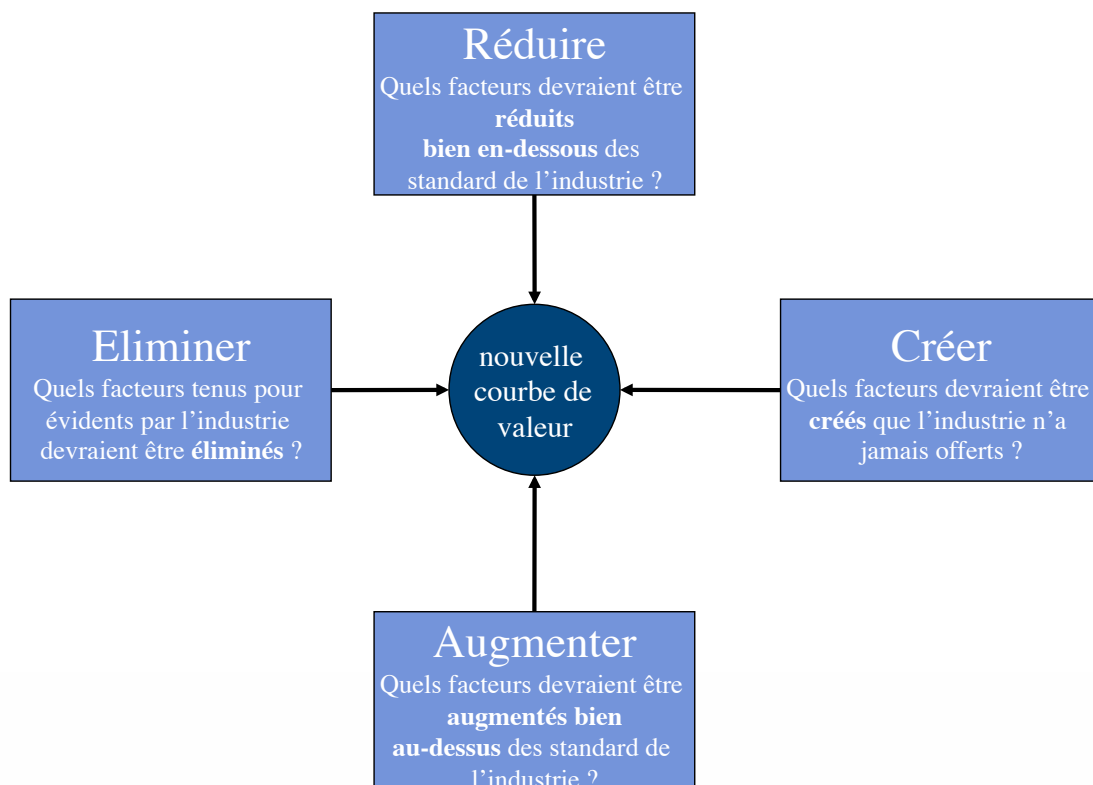 Réduire
Quels facteurs devraient être
réduits
bien en-dessous des
standard de l’industrie ?
Eliminer
Quels facteurs tenus pour
évidents par l’industrie
devraient être éliminés ?
nouvelle
courbe de
valeur
Créer
Quels facteurs devraient être
créés que l’industrie n’a
jamais offerts ?
Augmenter
Quels facteurs devraient être
augmentés bien
au-dessus des standard de
l’industrie ?